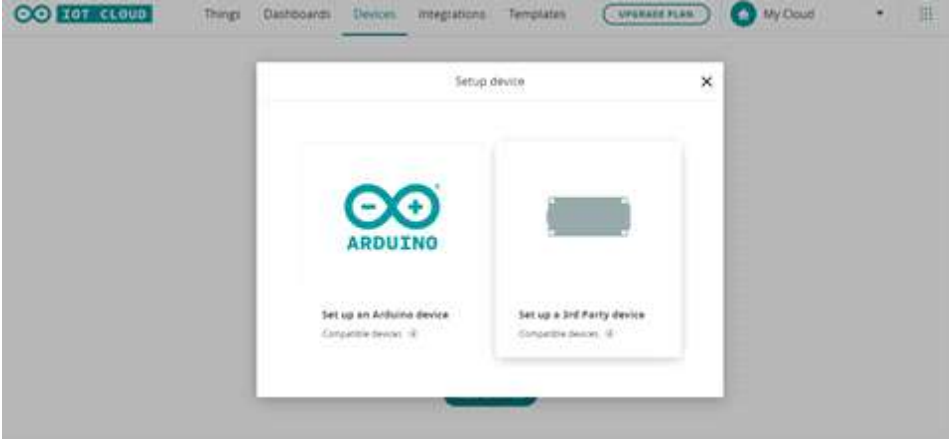 IOT CLOUD
Things
Dashboards
Devices
Integrations
Templates
UPGRADE PLAN
My Cloud
Setup device
ARDUINO
Set up an Arduino device
Compatible devices
Set up a 3rd Party device
Compatible devices